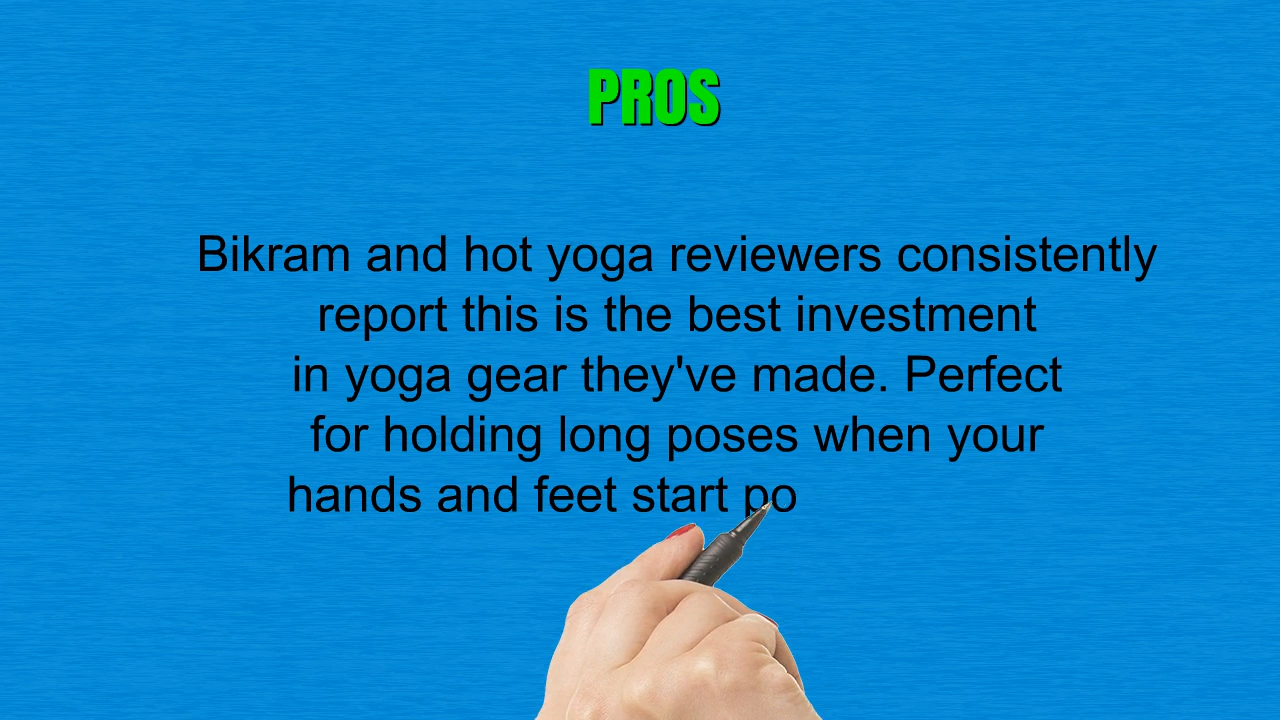 PROS
Bikram and hot yoga reviewers consistently
report this is the best investment
in yoga gear they've made. Perfect
for holding long poses when your
hands and feet start po